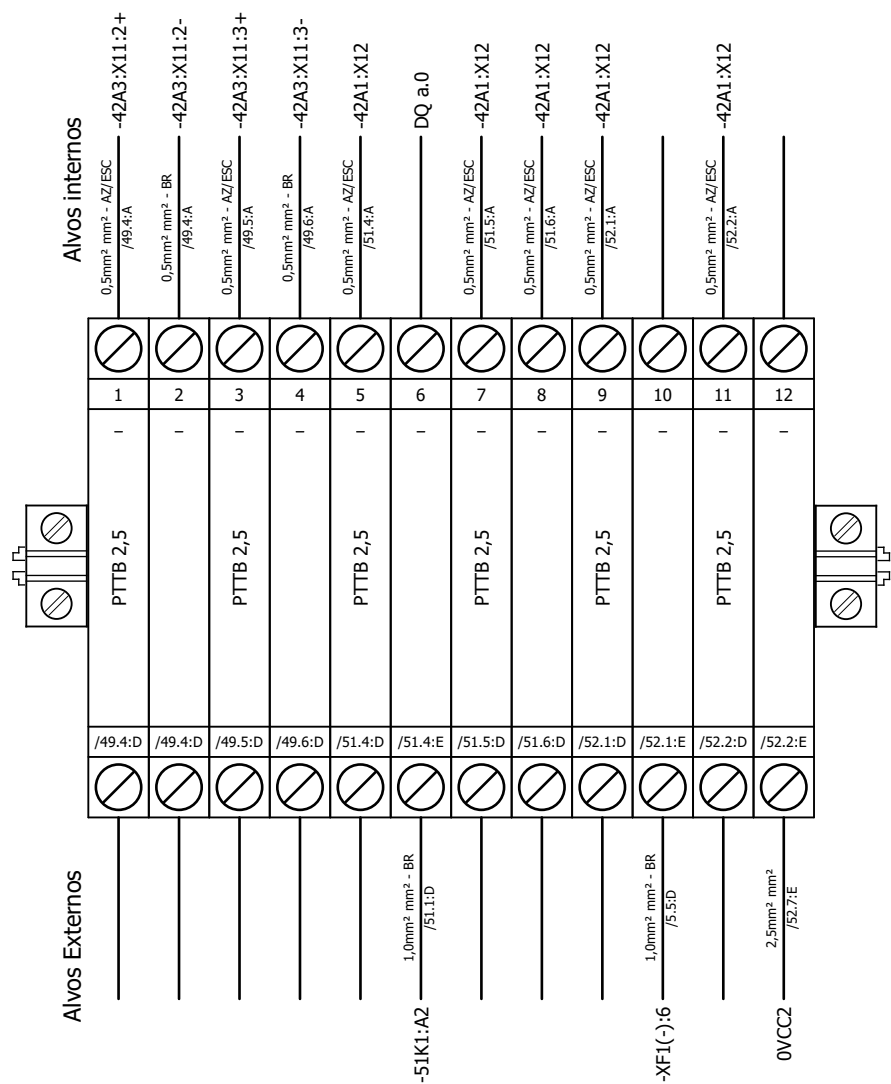 Alvos internos
-42A3:X11:2+
-42A3:X11:2-
-42A3:X11:3+
-42A3:X11:3-
-42A1:X12
DQ a.0
-42A1:X12
-42A1:X12
-42A1:X12
-42A1:X12
0,5mm² mm² - AZ/ESC
/49.4:A
0,5mm² mm² - BR
/49.4:A
0,5mm² mm² - AZ/ESC
/49.5:A
0,5mm² mm² - BR
/49.6:A
0,5mm² mm² - AZ/ESC
/51.4:A
0,5mm² mm² - AZ/ESC
/51.5:A
0,5mm² mm² - AZ/ESC
/51.6:A
0,5mm² mm² - AZ/ESC
/52.1:A
0,5mm² mm² - AZ/ESC
/52.2:A
1 2 3 4 5 6 7 8 9 10 11 12
– – – – – – – – – – – –
PTTB 2,5
PTTB 2,5
PTTB 2,5
PTTB 2,5
PTTB 2,5
PTTB 2,5
/49.4:D /49.4:D /49.5:D /49.6:D /51.4:D /51.4:E /51.5:D /51.6:D /52.1:D /52.1:E /52.2:D /52.2:E
Alvos Externos
1,0mm² mm² - BR
/51.1:D
1,0mm² mm² - BR
/5.5:D
2,5mm² mm²
/52.7:E
-51K1:A2
-XF1(-):6
0VCC2